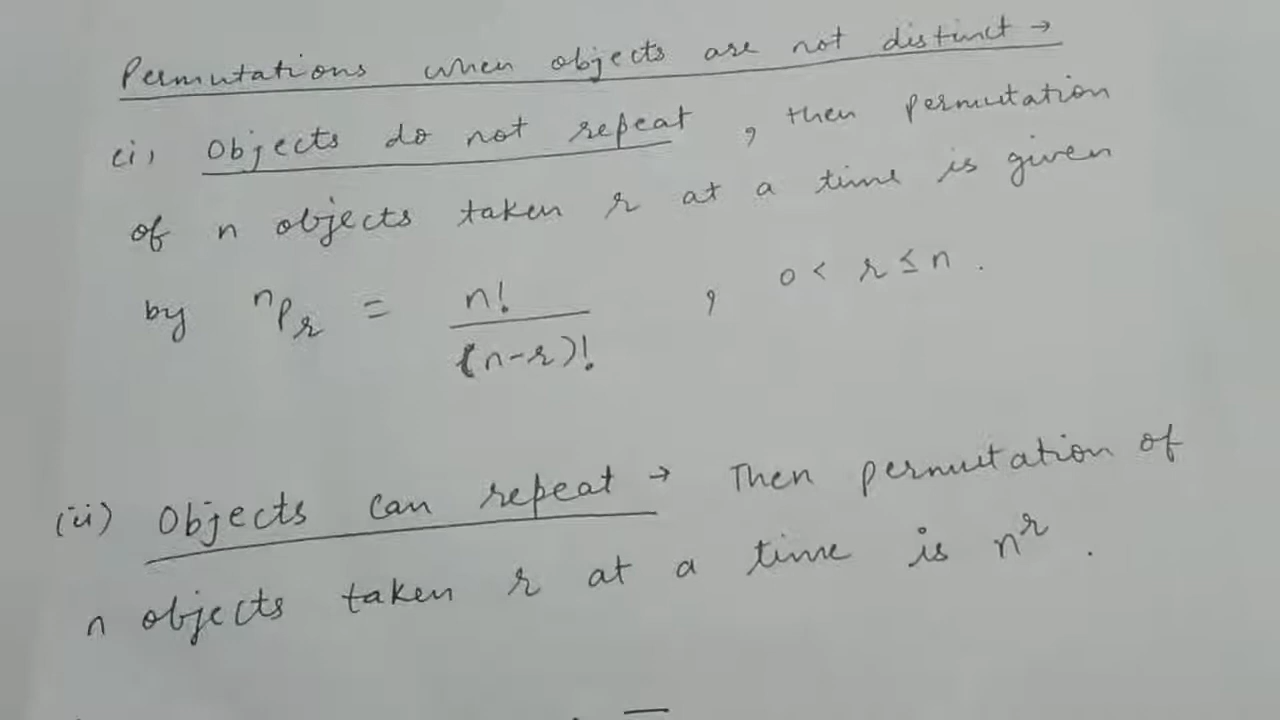 Permutations when objects are not distinct →
(i) Objects do not repeat, then permutation
of n objects taken r at a time is given
by ⁿPᵣ = n! / (n-r)! , 0 < r ≤ n .
(ii) Objects can repeat → Then permutation of
n objects taken r at a time is nʳ .